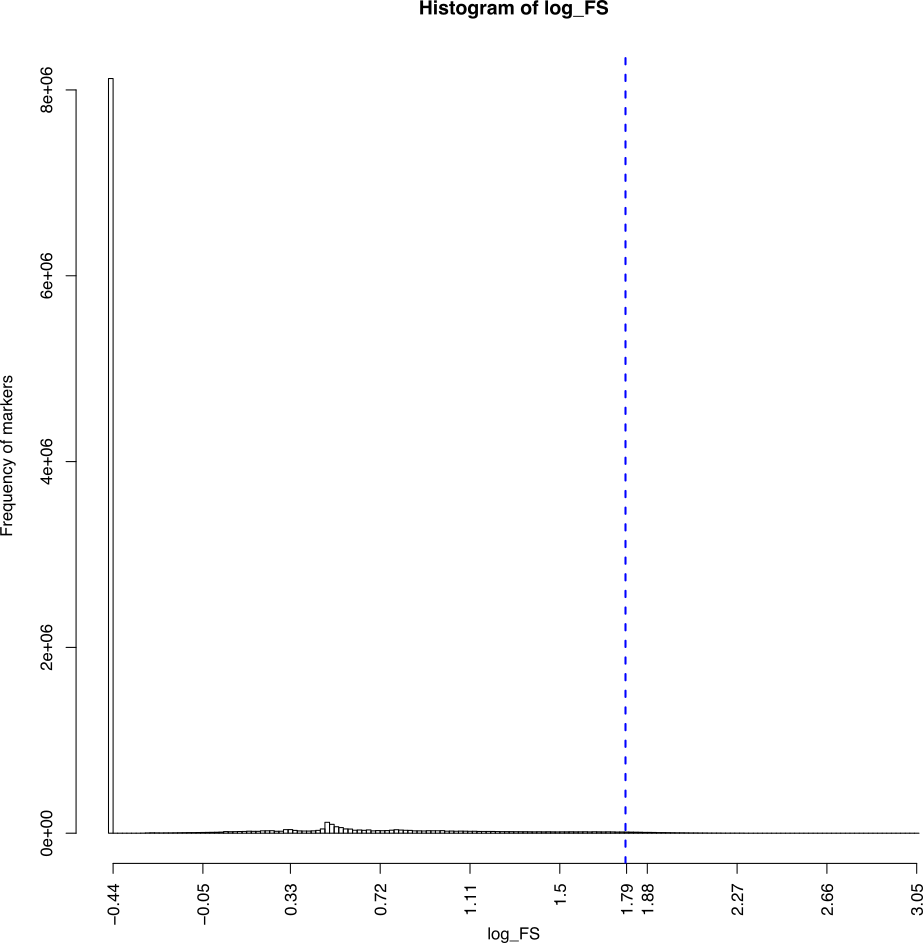 Histogram of log_FS
Frequency of markers
8e+06
6e+06
4e+06
2e+06
0e+00
−0.44
−0.05
0.33
0.72
1.11
1.5
1.79
1.88
2.27
2.66
3.05
log_FS